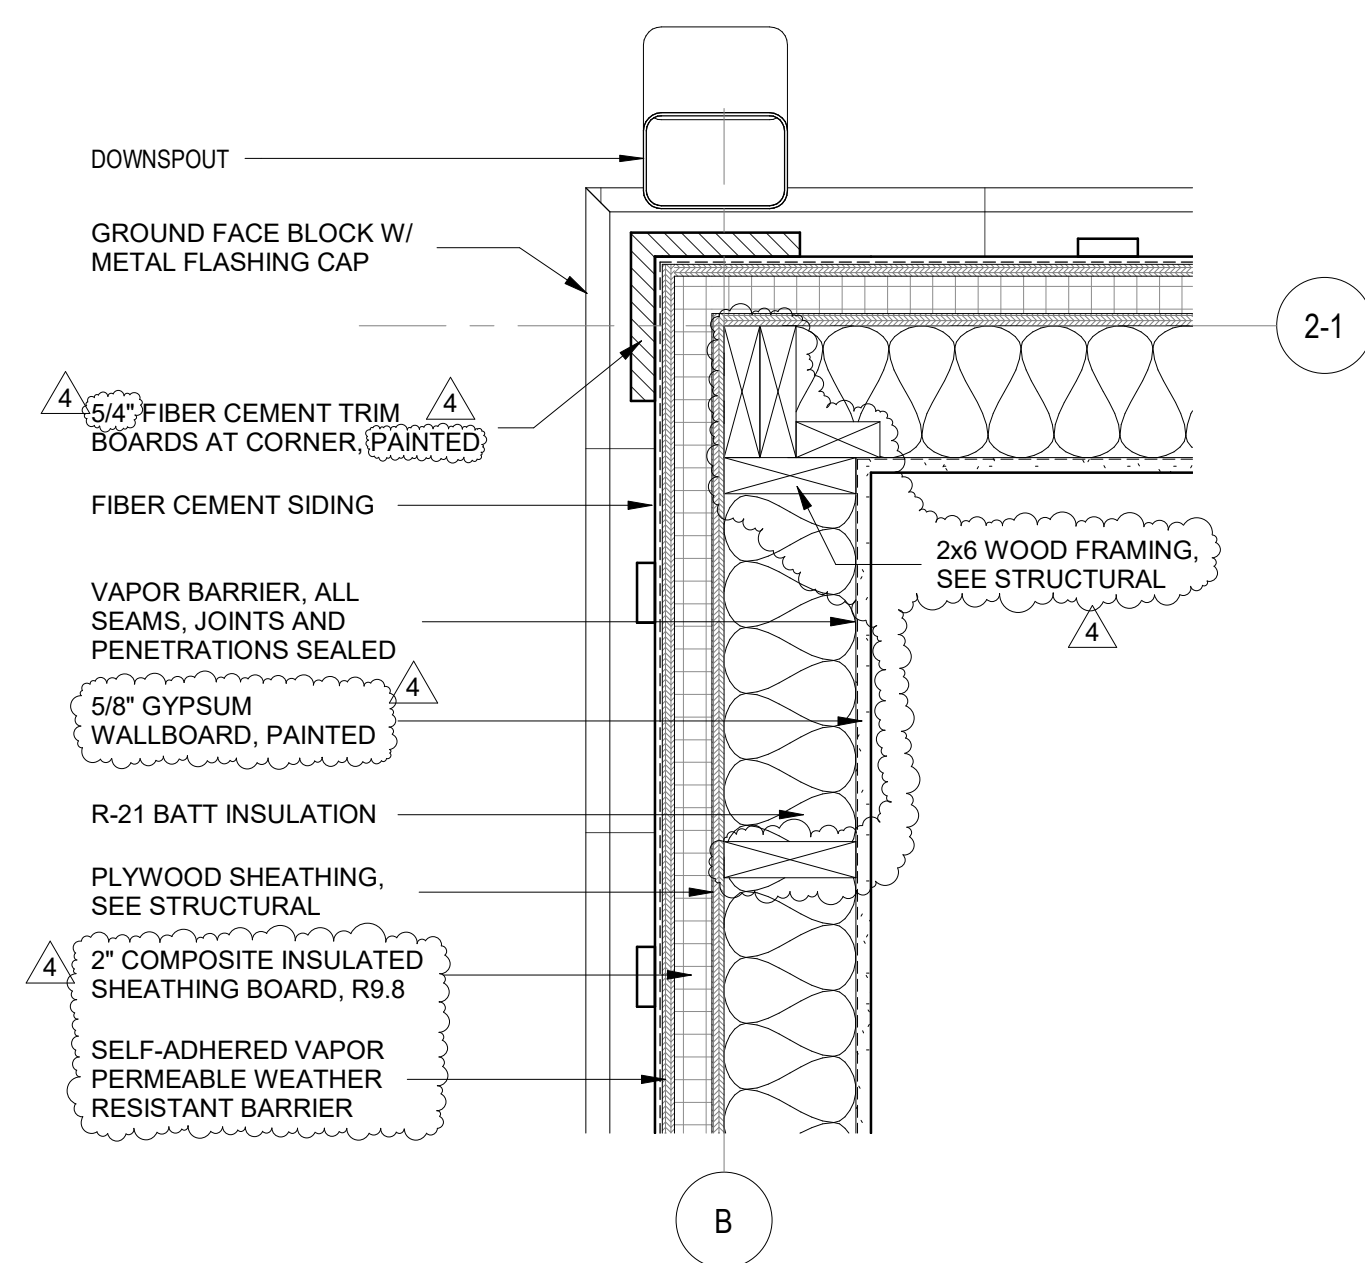 DOWNSPOUT
GROUND FACE BLOCK W/
METAL FLASHING CAP
2-1
4
4
5/4" FIBER CEMENT TRIM
BOARDS AT CORNER, PAINTED
FIBER CEMENT SIDING
2x6 WOOD FRAMING,
SEE STRUCTURAL
4
VAPOR BARRIER, ALL
SEAMS, JOINTS AND
PENETRATIONS SEALED
4
5/8" GYPSUM
WALLBOARD, PAINTED
R-21 BATT INSULATION
PLYWOOD SHEATHING,
SEE STRUCTURAL
4
2" COMPOSITE INSULATED
SHEATHING BOARD, R9.8
SELF-ADHERED VAPOR
PERMEABLE WEATHER
RESISTANT BARRIER
B